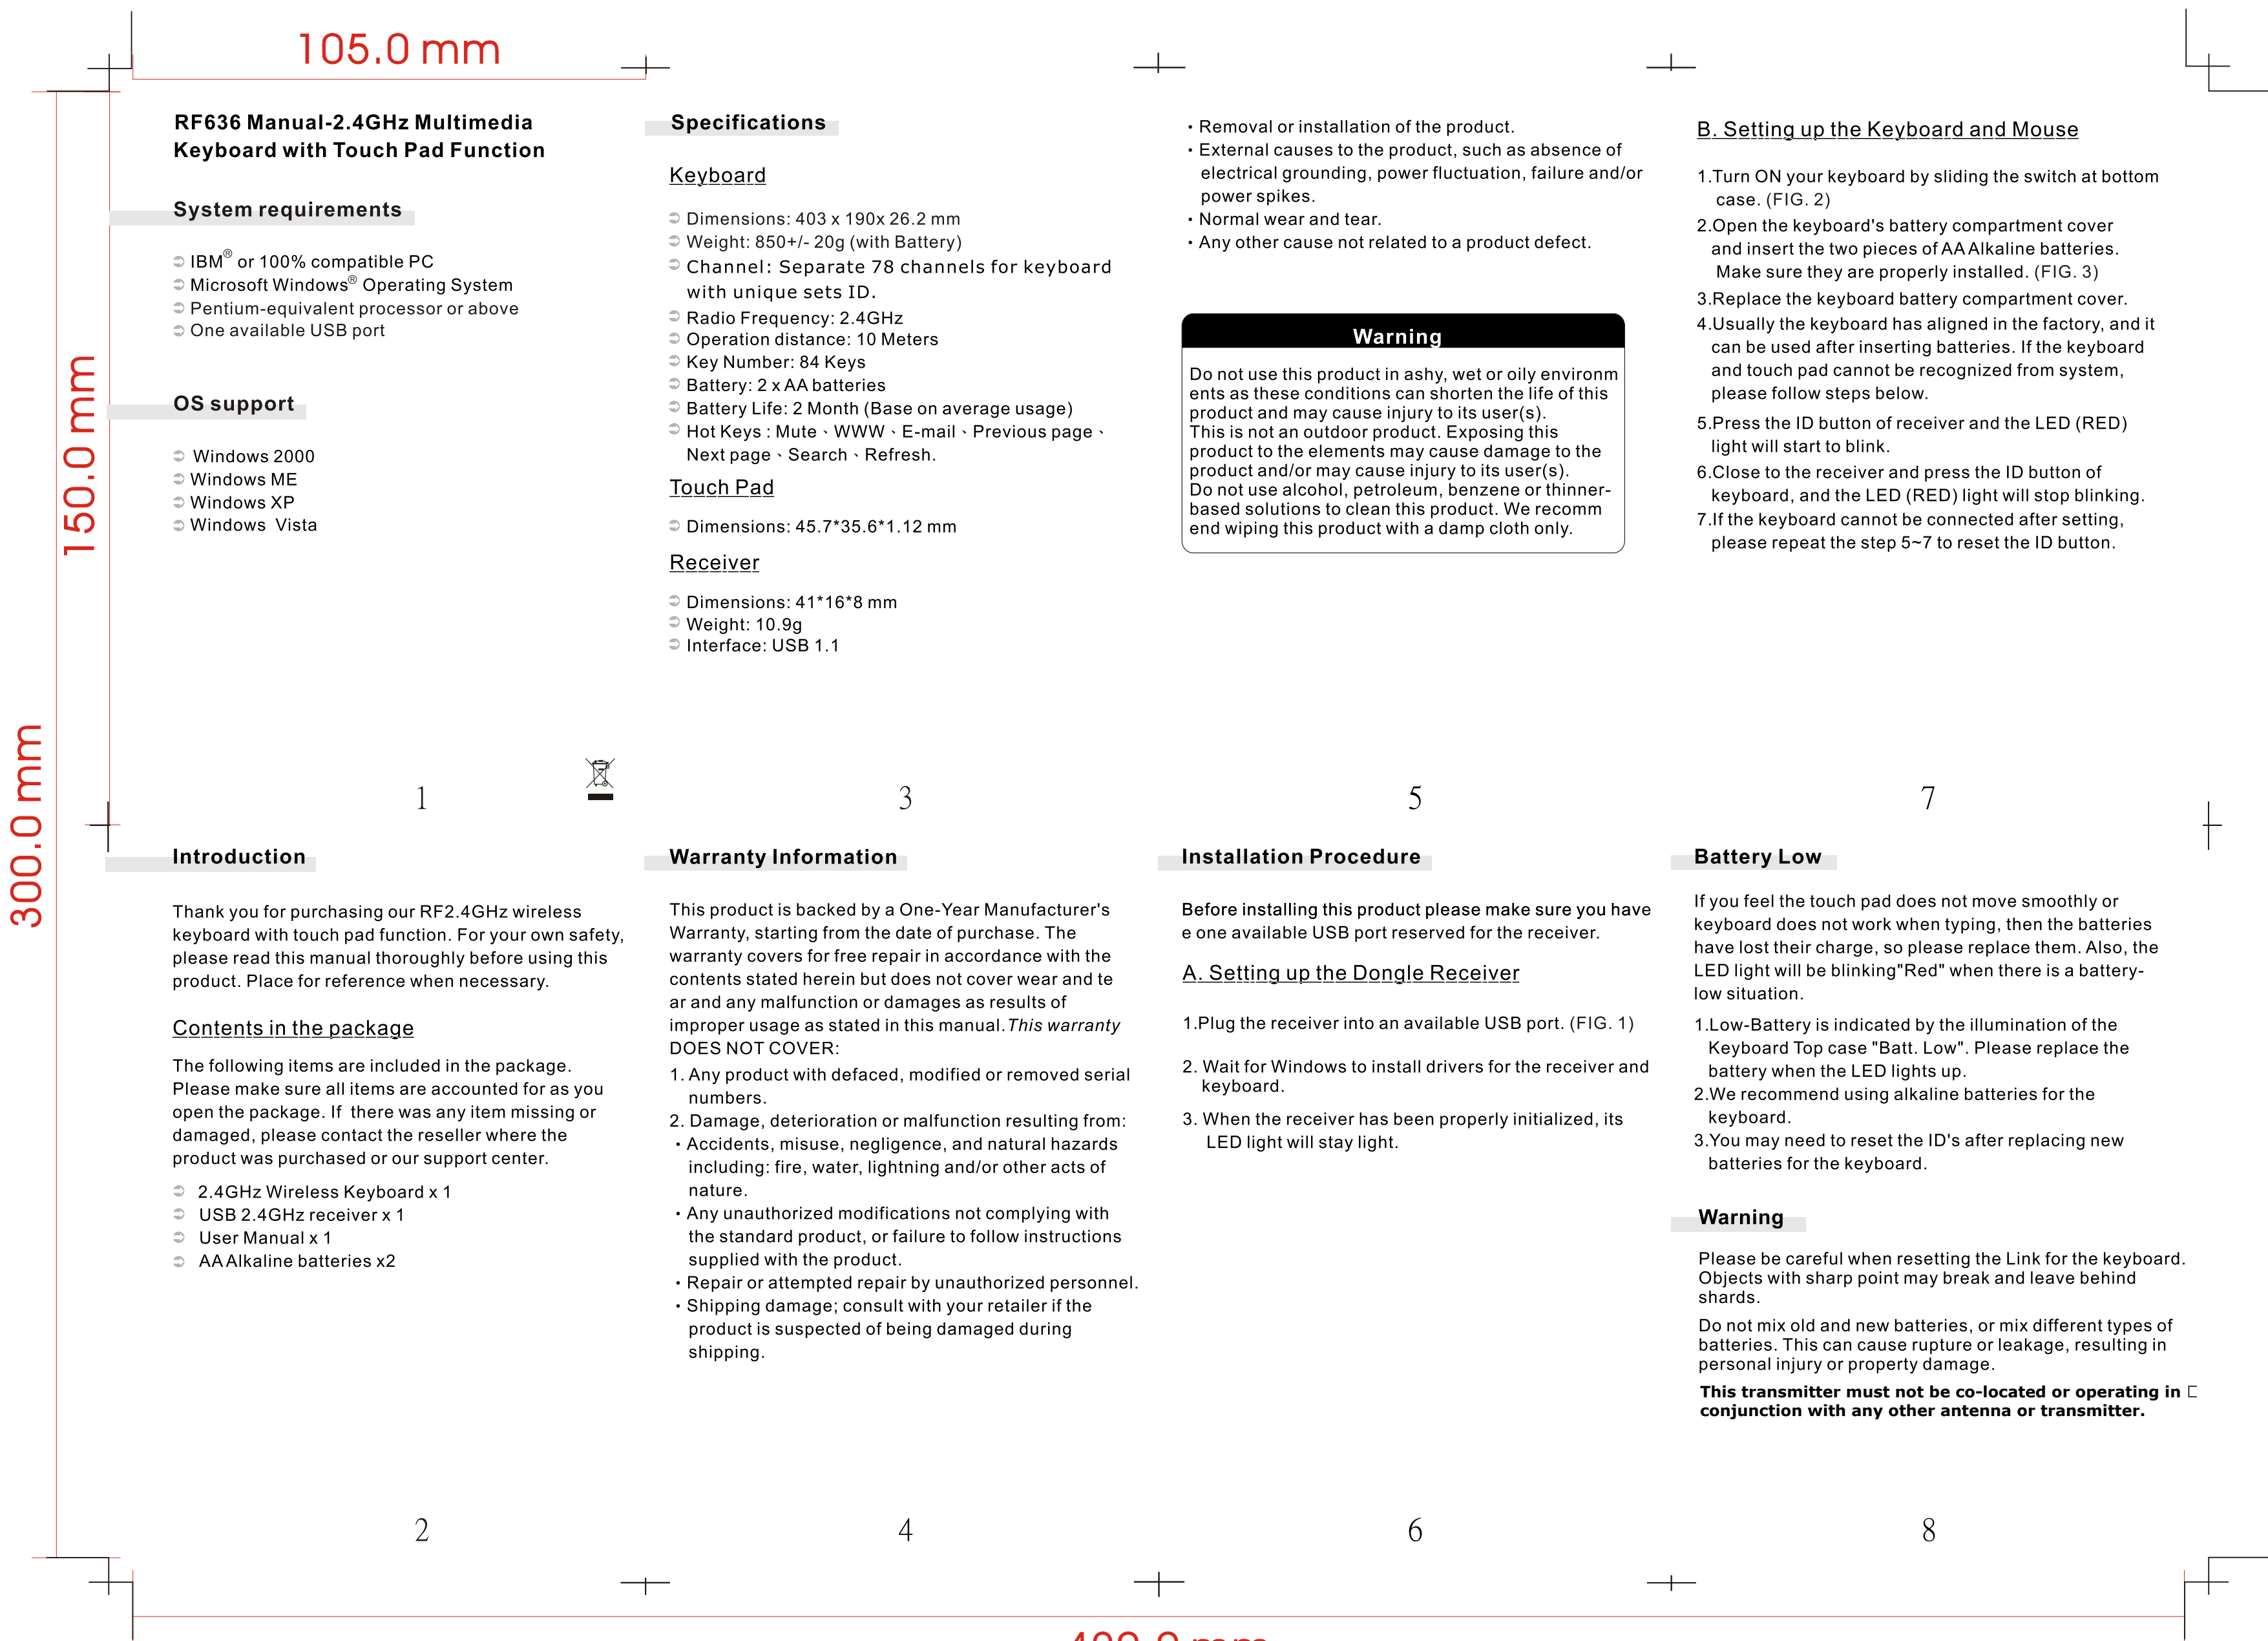 105.0 mm
150.0 mm
300.0 mm
RF636 Manual-2.4GHz Multimedia
Keyboard with Touch Pad Function
System requirements
IBM® or 100% compatible PC
Microsoft Windows® Operating System
Pentium-equivalent processor or above
One available USB port
OS support
Windows 2000
Windows ME
Windows XP
Windows  Vista
1
Introduction
Thank you for purchasing our RF2.4GHz wireless
keyboard with touch pad function. For your own safety,
please read this manual thoroughly before using this
product. Place for reference when necessary.
Contents in the package
The following items are included in the package.
Please make sure all items are accounted for as you
open the package. If  there was any item missing or
damaged, please contact the reseller where the
product was purchased or our support center.
2.4GHz Wireless Keyboard x 1
USB 2.4GHz receiver x 1
User Manual x 1
AA Alkaline batteries x2
2
Specifications
Keyboard
Dimensions: 403 x 190x 26.2 mm
Weight: 850+/- 20g (with Battery)
Channel: Separate 78 channels for keyboard
with unique sets ID.
Radio Frequency: 2.4GHz
Operation distance: 10 Meters
Key Number: 84 Keys
Battery: 2 x AA batteries
Battery Life: 2 Month (Base on average usage)
Hot Keys : Mute、WWW、E-mail、Previous page、
Next page、Search、Refresh.
Touch Pad
Dimensions: 45.7*35.6*1.12 mm
Receiver
Dimensions: 41*16*8 mm
Weight: 10.9g
Interface: USB 1.1
3
Warranty Information
This product is backed by a One-Year Manufacturer's
Warranty, starting from the date of purchase. The
warranty covers for free repair in accordance with the
contents stated herein but does not cover wear and te
ar and any malfunction or damages as results of
improper usage as stated in this manual. This warranty
DOES NOT COVER:
1. Any product with defaced, modified or removed serial
numbers.
2. Damage, deterioration or malfunction resulting from:
• Accidents, misuse, negligence, and natural hazards
including: fire, water, lightning and/or other acts of
nature.
• Any unauthorized modifications not complying with
the standard product, or failure to follow instructions
supplied with the product.
• Repair or attempted repair by unauthorized personnel.
• Shipping damage; consult with your retailer if the
product is suspected of being damaged during
shipping.
4
• Removal or installation of the product.
• External causes to the product, such as absence of
electrical grounding, power fluctuation, failure and/or
power spikes.
• Normal wear and tear.
• Any other cause not related to a product defect.
Warning
Do not use this product in ashy, wet or oily environm
ents as these conditions can shorten the life of this
product and may cause injury to its user(s).
This is not an outdoor product. Exposing this
product to the elements may cause damage to the
product and/or may cause injury to its user(s).
Do not use alcohol, petroleum, benzene or thinner-
based solutions to clean this product. We recomm
end wiping this product with a damp cloth only.
5
Installation Procedure
Before installing this product please make sure you have
e one available USB port reserved for the receiver.
A. Setting up the Dongle Receiver
1.Plug the receiver into an available USB port. (FIG. 1)
2. Wait for Windows to install drivers for the receiver and
keyboard.
3. When the receiver has been properly initialized, its
LED light will stay light.
6
B. Setting up the Keyboard and Mouse
1.Turn ON your keyboard by sliding the switch at bottom
case. (FIG. 2)
2.Open the keyboard's battery compartment cover
and insert the two pieces of AA Alkaline batteries.
Make sure they are properly installed. (FIG. 3)
3.Replace the keyboard battery compartment cover.
4.Usually the keyboard has aligned in the factory, and it
can be used after inserting batteries. If the keyboard
and touch pad cannot be recognized from system,
please follow steps below.
5.Press the ID button of receiver and the LED (RED)
light will start to blink.
6.Close to the receiver and press the ID button of
keyboard, and the LED (RED) light will stop blinking.
7.If the keyboard cannot be connected after setting,
please repeat the step 5~7 to reset the ID button.
7
Battery Low
If you feel the touch pad does not move smoothly or
keyboard does not work when typing, then the batteries
have lost their charge, so please replace them. Also, the
LED light will be blinking"Red" when there is a battery-
low situation.
1.Low-Battery is indicated by the illumination of the
Keyboard Top case "Batt. Low". Please replace the
battery when the LED lights up.
2.We recommend using alkaline batteries for the
keyboard.
3.You may need to reset the ID's after replacing new
batteries for the keyboard.
Warning
Please be careful when resetting the Link for the keyboard.
Objects with sharp point may break and leave behind
shards.
Do not mix old and new batteries, or mix different types of
batteries. This can cause rupture or leakage, resulting in
personal injury or property damage.
This transmitter must not be co-located or operating in
conjunction with any other antenna or transmitter.
8